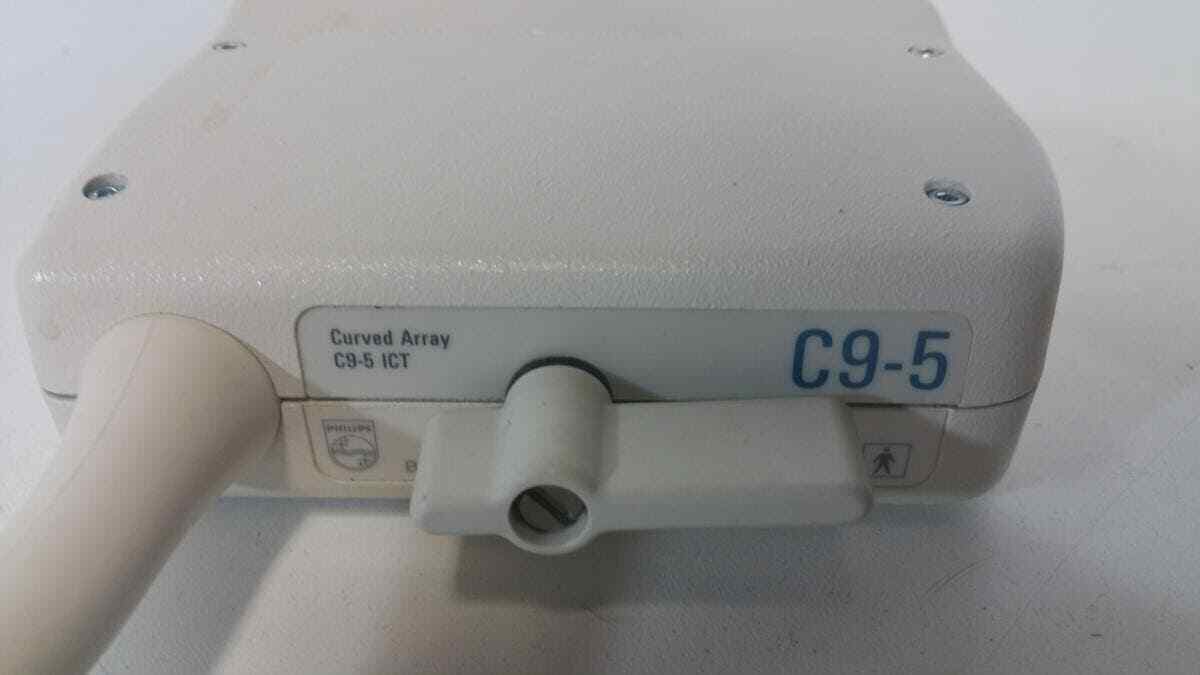 Curved Array
C9-5 ICT
C9-5
PHILIPS
B